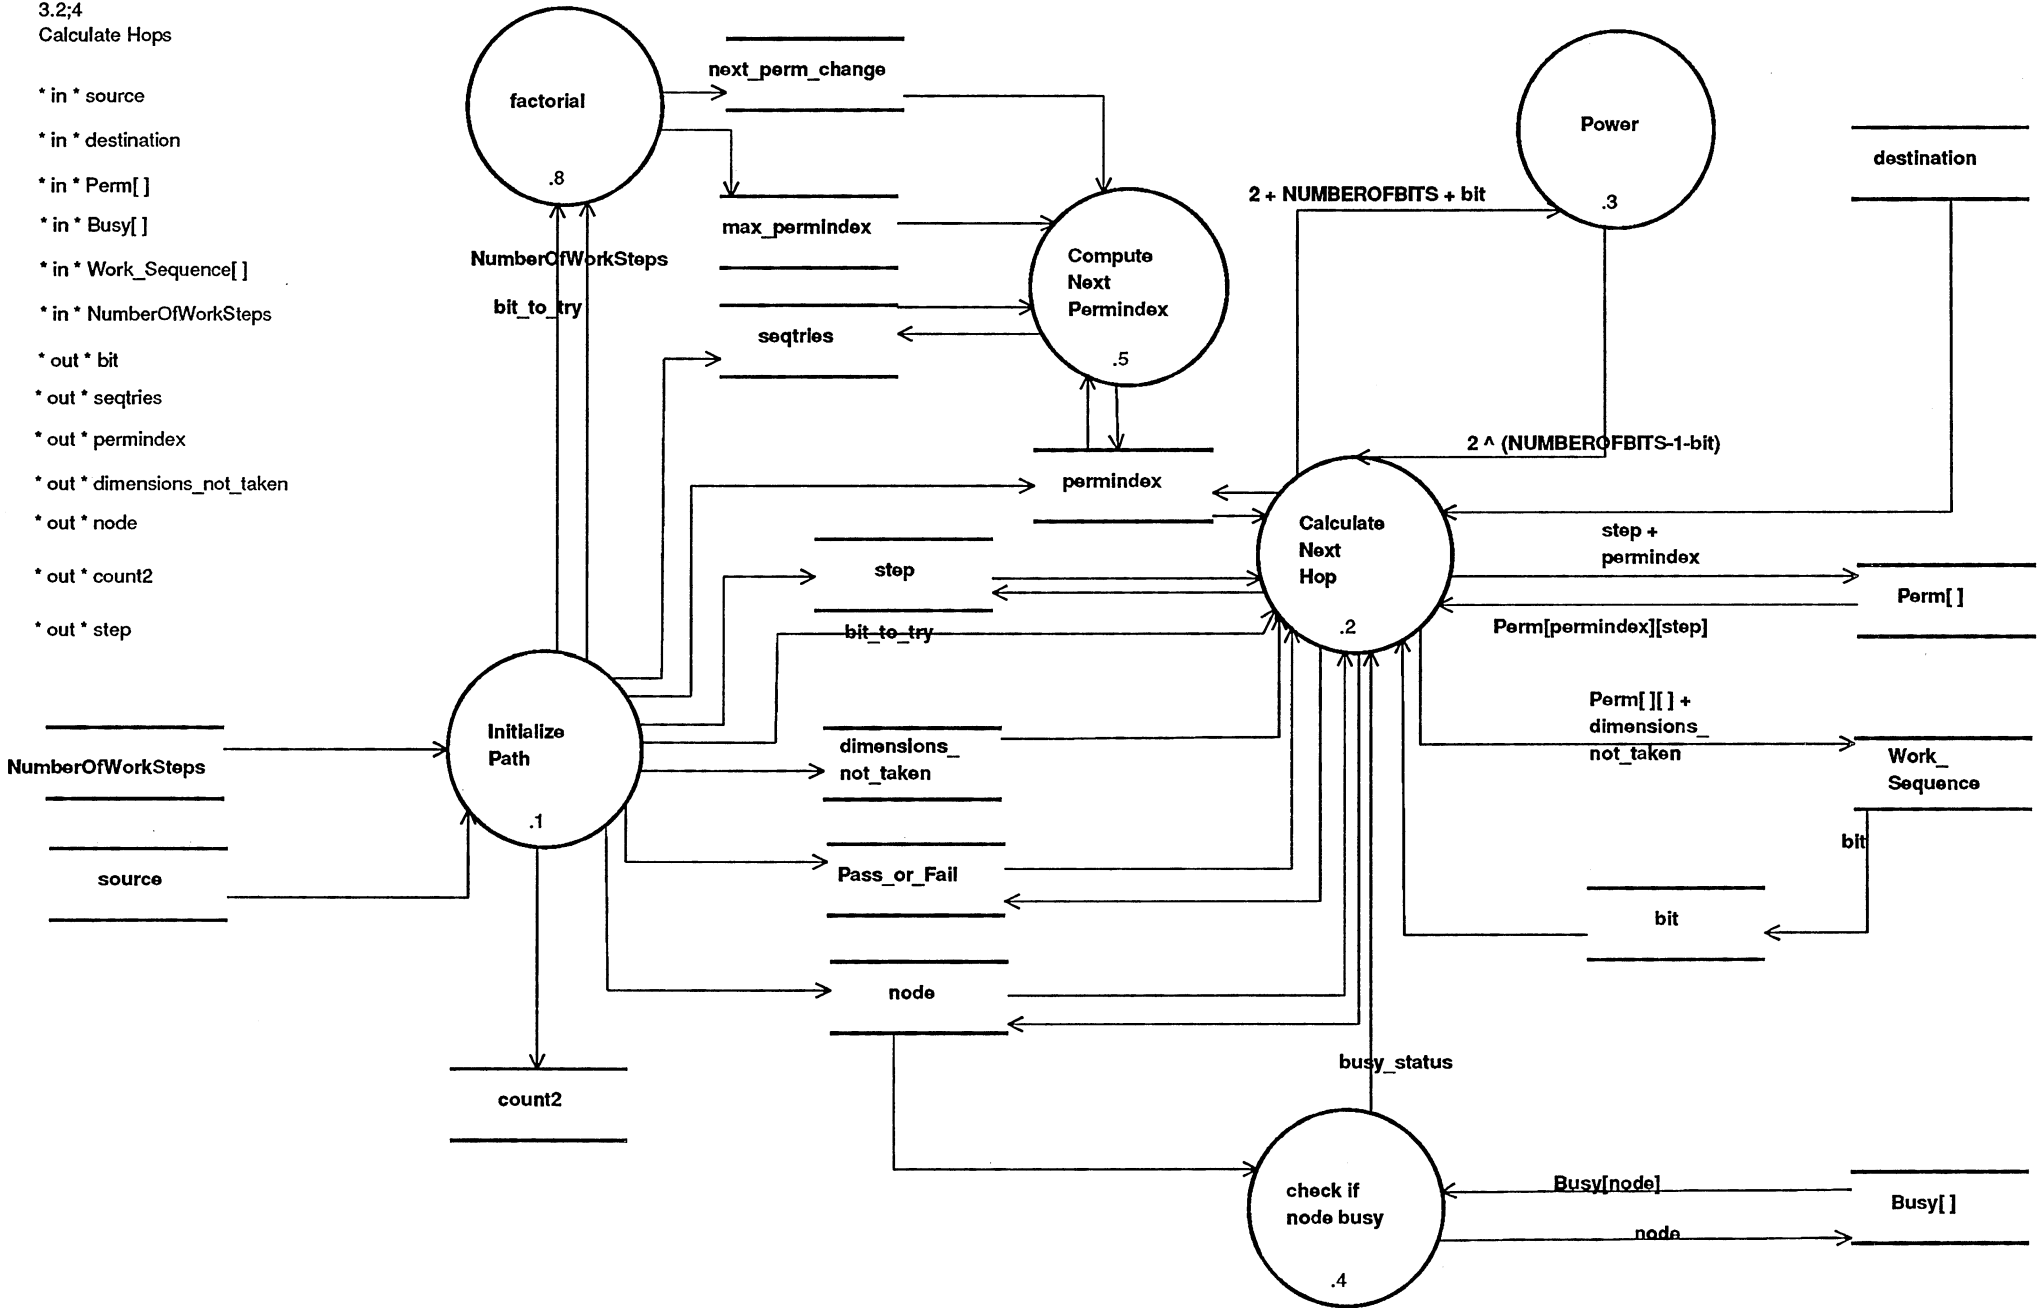 3.2;4
Calculate Hops
* in * source
* in * destination
* in * Perm[ ]
* in * Busy[ ]
* in * Work_Sequence[ ]
* in * NumberOfWorkSteps
* out * bit
* out * seqtries
* out * permindex
* out * dimensions_not_taken
* out * node
* out * count2
* out * step
factorial
.8
next_perm_change
max_permindex
NumberOfWorkSteps
bit_to_try
seqtries
Compute
Next
Permindex
.5
2 + NUMBEROFBITS + bit
Power
.3
destination
2 ^ (NUMBEROFBITS-1-bit)
permindex
step
bit_to_try
Calculate
Next
Hop
.2
step +
permindex
Perm[ ]
Perm[permindex][step]
Perm[ ][ ] +
dimensions_
not_taken
Work_
Sequence
bit
bit
Initialize
Path
.1
NumberOfWorkSteps
source
dimensions_
not_taken
Pass_or_Fail
node
count2
busy_status
check if
node busy
.4
Busy[node]
node
Busy[ ]